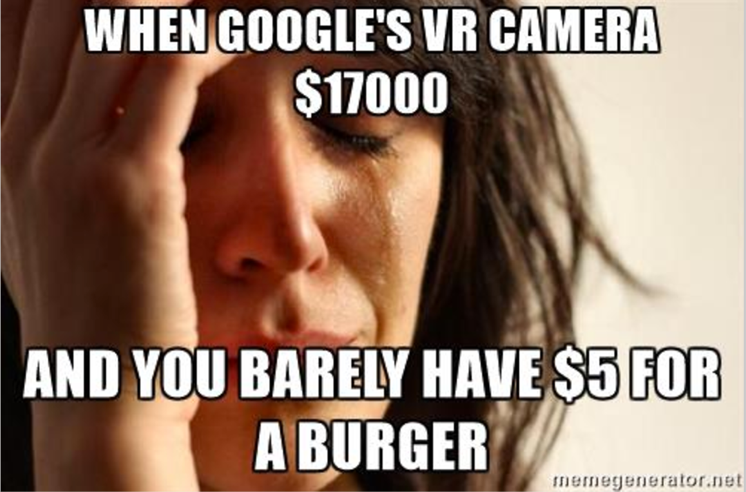 WHEN GOOGLE'S VR CAMERA
$17000
AND YOU BARELY HAVE $5 FOR
A BURGER
memegenerator.net